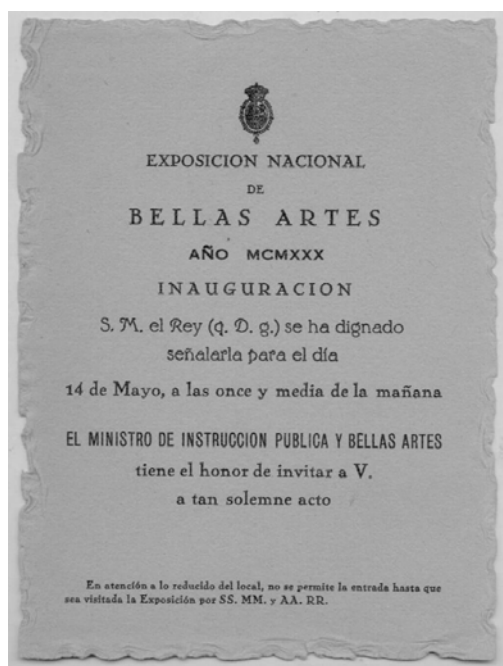 EXPOSICION NACIONAL
DE
BELLAS ARTES
AÑO MCMXXX
INAUGURACION
S. M. el Rey (q. D. g.) se ha dignado
señalarla para el día
14 de Mayo, a las once y media de la mañana
EL MINISTRO DE INSTRUCCION PUBLICA Y BELLAS ARTES
tiene el honor de invitar a V.
a tan solemne acto
En atención a lo reducido del local, no se permite la entrada hasta que
sea visitada la Exposición por SS. MM. y AA. RR.